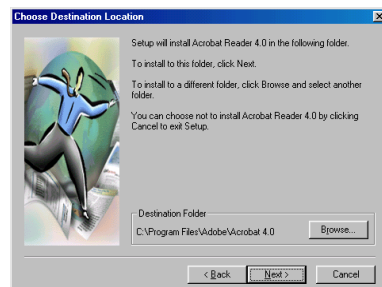 Choose Destination Location
Setup will install Acrobat Reader 4.0 in the following folder.
To install to this folder, click Next.
To install to a different folder, click Browse and select another
folder.
You can choose not to install Acrobat Reader 4.0 by clicking
Cancel to exit Setup.
Destination Folder
C:\Program Files\Adobe\Acrobat 4.0
Browse...
< Back
Next >
Cancel